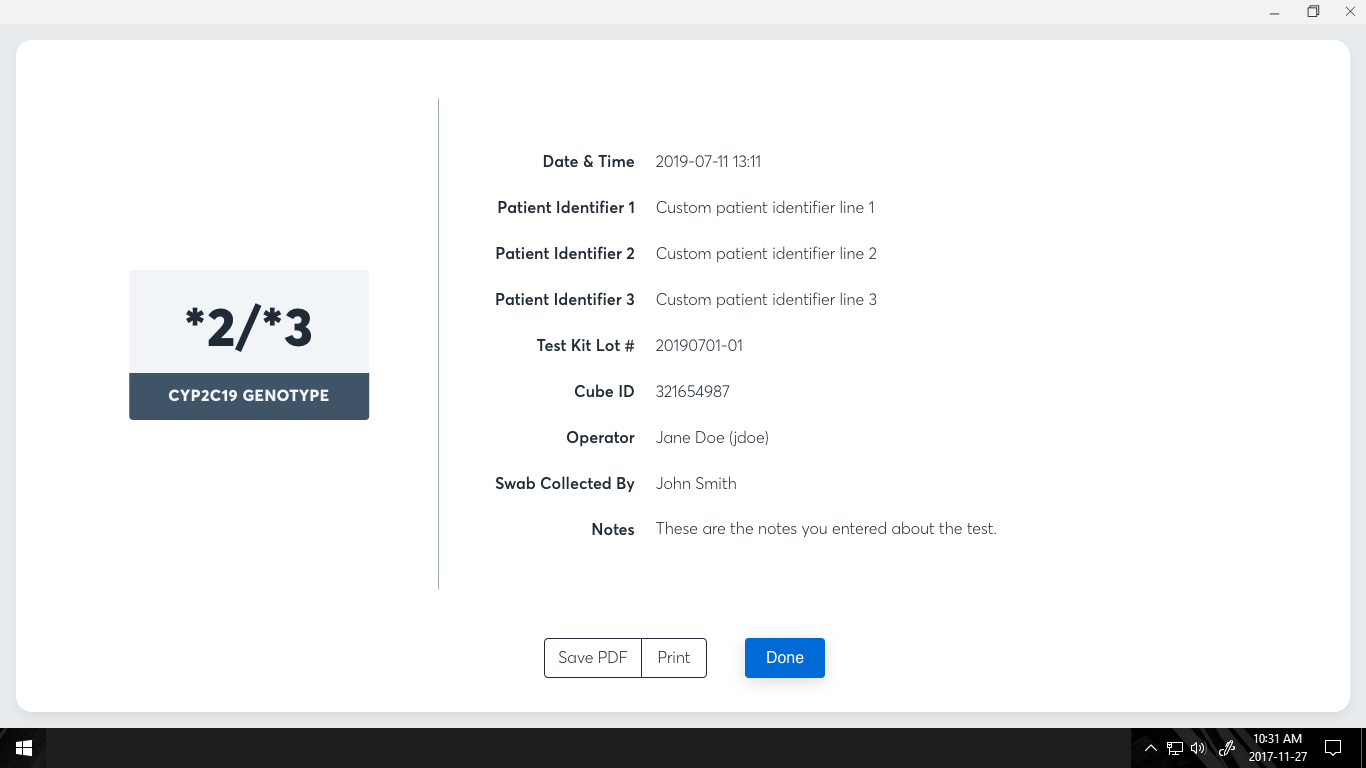 *2/*3
CYP2C19 GENOTYPE
Date & Time 2019-07-11 13:11
Patient Identifier 1 Custom patient identifier line 1
Patient Identifier 2 Custom patient identifier line 2
Patient Identifier 3 Custom patient identifier line 3
Test Kit Lot # 20190701-01
Cube ID 321654987
Operator Jane Doe (jdoe)
Swab Collected By John Smith
Notes These are the notes you entered about the test.
Save PDF Print Done
10:31 AM
2017-11-27